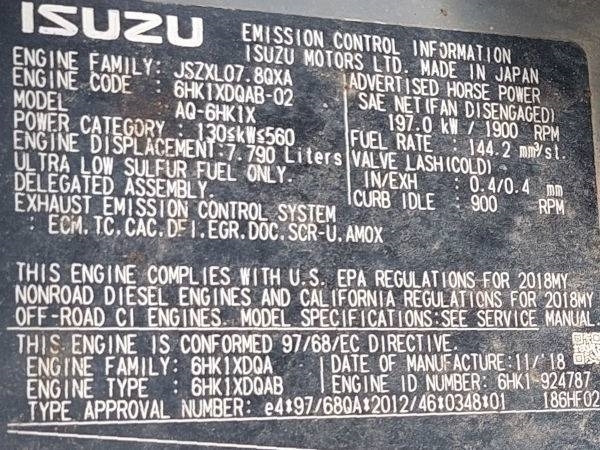 ISUZU
EMISSION CONTROL INFORMATION
ISUZU MOTORS LTD. MADE IN JAPAN
ENGINE FAMILY: JSZXL07.8QXA
ENGINE CODE : 6HK1XDQAB-02
MODEL AQ-6HK1X
POWER CATEGORY : 130≤kW≤560
ENGINE DISPLACEMENT:7.790 Liters
ULTRA LOW SULFUR FUEL ONLY.
DELEGATED ASSEMBLY.
EXHAUST EMISSION CONTROL SYSTEM
: ECM.TC.CAC.DFI.EGR.DOC.SCR-U.AMOX
ADVERTISED HORSE POWER
SAE NET(FAN DISENGAGED)
197.0 kW / 1900 RPM
FUEL RATE : 144.2 mm³/st.
VALVE LASH(COLD)
IN/EXH : 0.4/0.4 mm
CURB IDLE : 900 RPM
THIS ENGINE COMPLIES WITH U.S. EPA REGULATIONS FOR 2018MY
NONROAD DIESEL ENGINES AND CALIFORNIA REGULATIONS FOR 2018MY
OFF-ROAD CI ENGINES. MODEL SPECIFICATIONS:SEE SERVICE MANUAL.
THIS ENGINE IS CONFORMED 97/68/EC DIRECTIVE.
ENGINE FAMILY: 6HK1XDQA
ENGINE TYPE : 6HK1XDQAB
DATE OF MANUFACTURE:11/'18
ENGINE ID NUMBER: 6HK1-924787
TYPE APPROVAL NUMBER: e4*97/68QA*2012/46*0348*01
186HF02